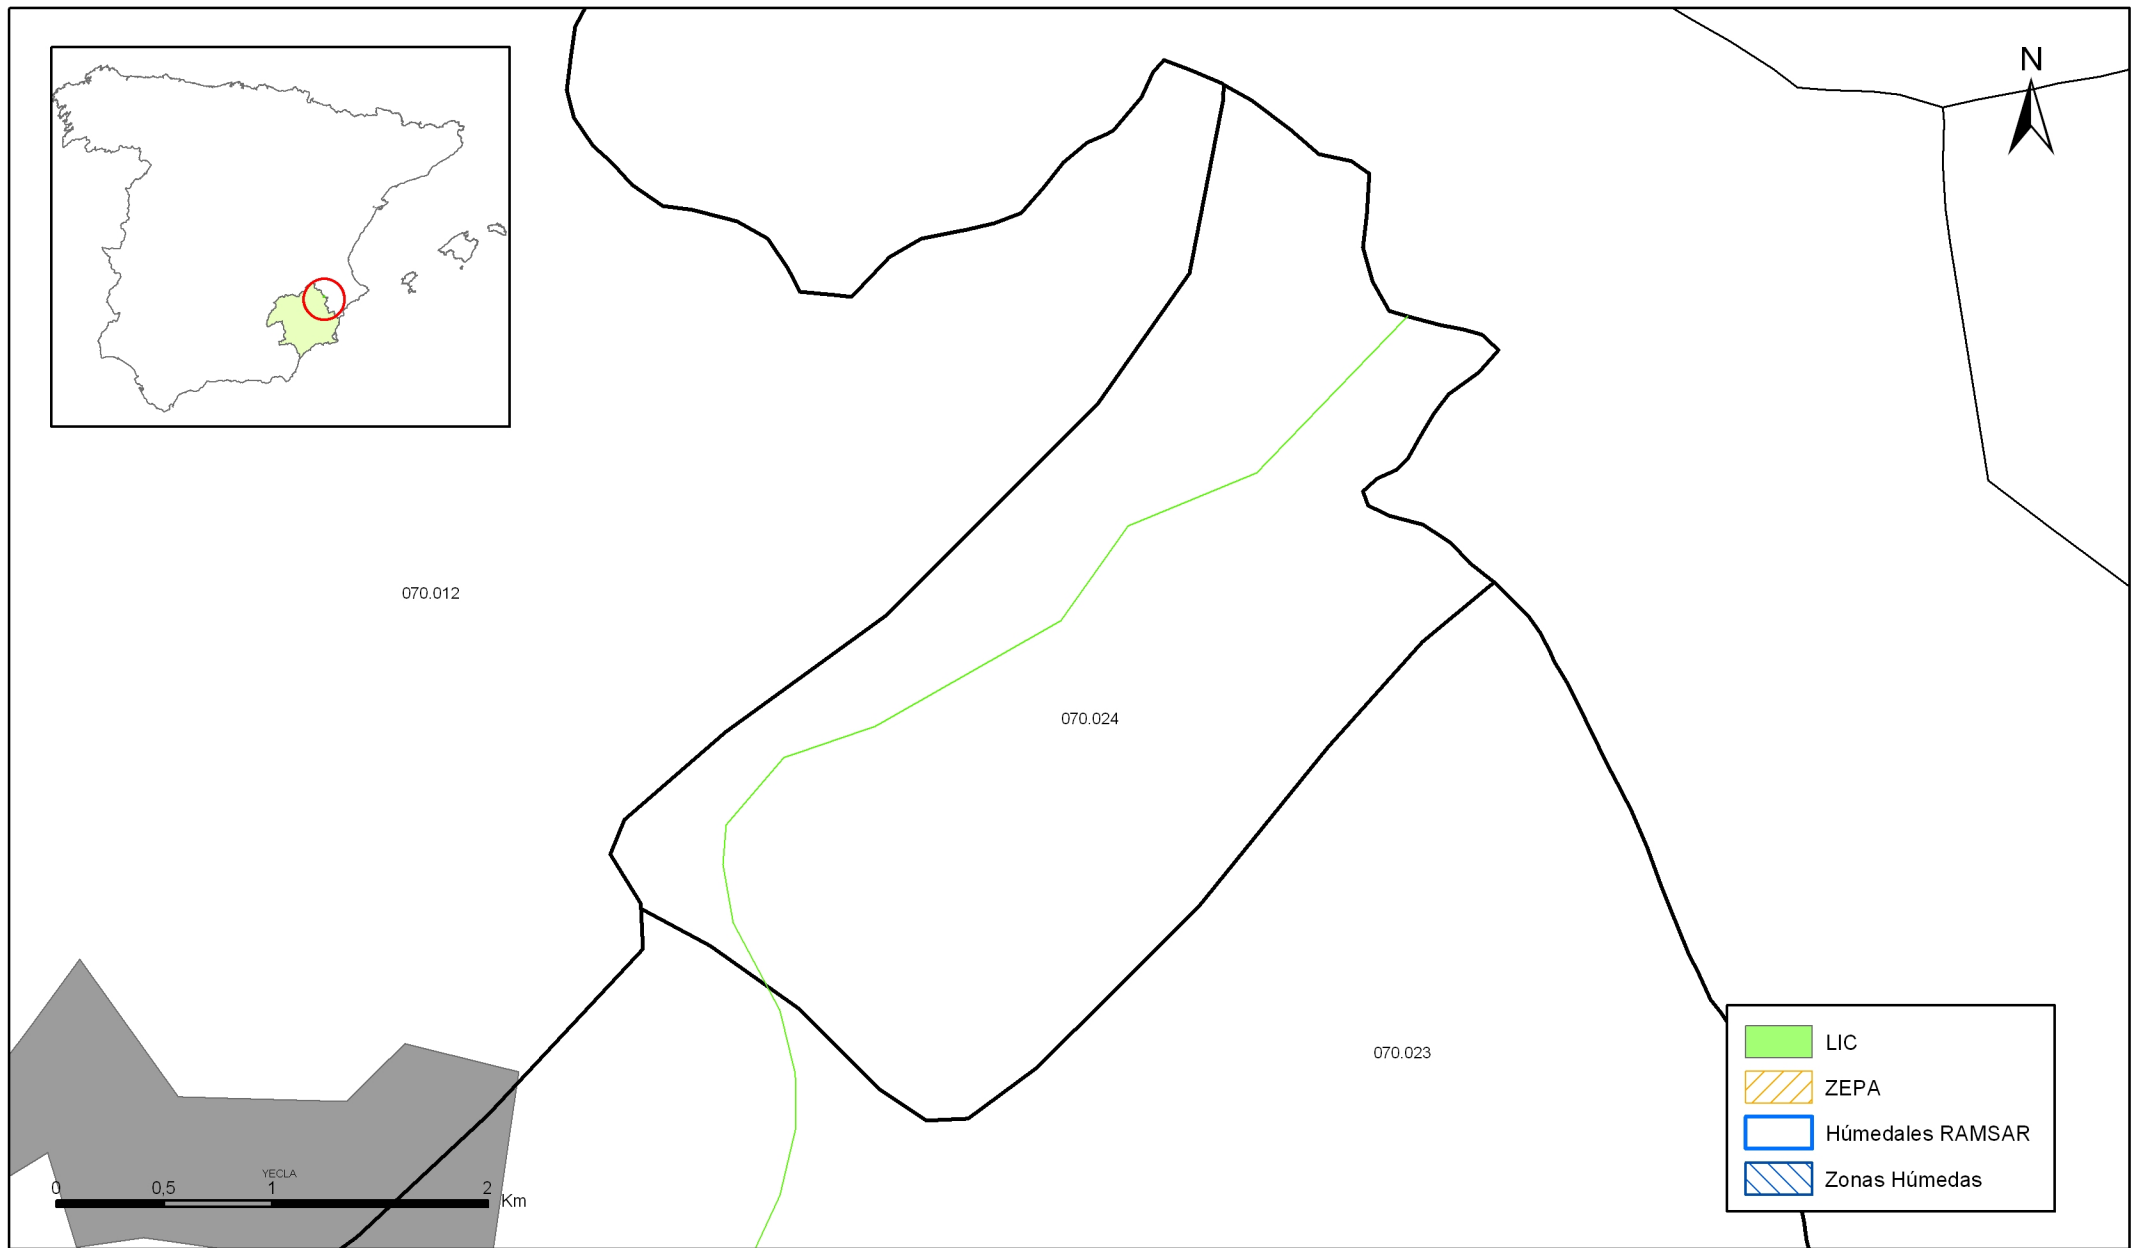 N
070.012
070.024
070.023
LIC
ZEPA
Húmedales RAMSAR
Zonas Húmedas
YECLA
0 0,5 1 2 Km